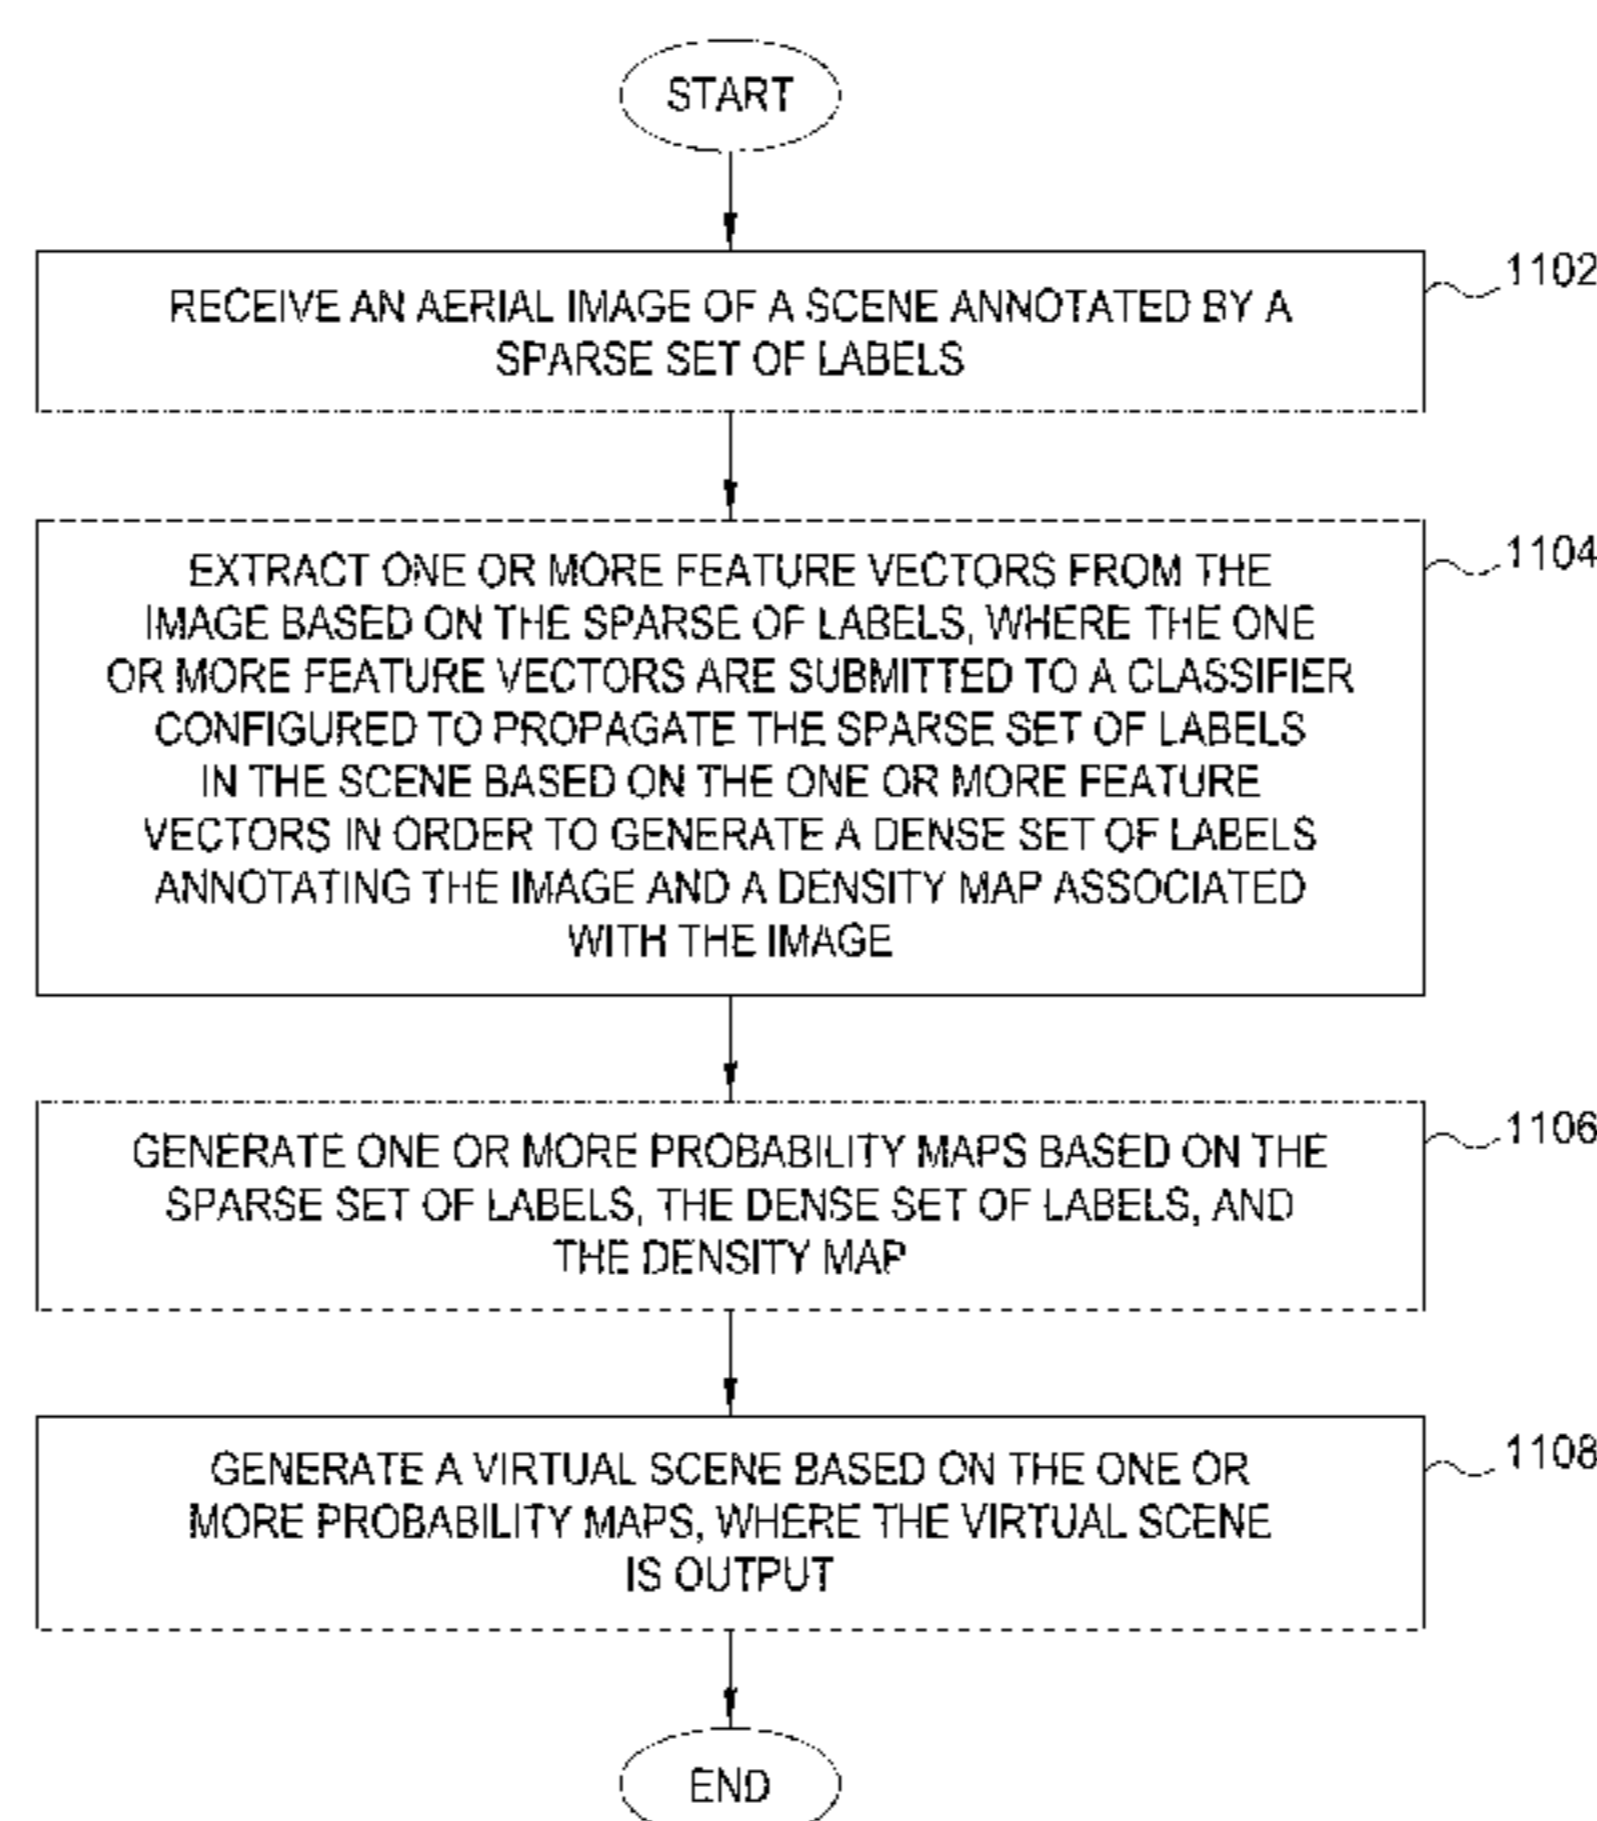 START
1102
RECEIVE AN AERIAL IMAGE OF A SCENE ANNOTATED BY A
SPARSE SET OF LABELS
1104
EXTRACT ONE OR MORE FEATURE VECTORS FROM THE
IMAGE BASED ON THE SPARSE OF LABELS, WHERE THE ONE
OR MORE FEATURE VECTORS ARE SUBMITTED TO A CLASSIFIER
CONFIGURED TO PROPAGATE THE SPARSE SET OF LABELS
IN THE SCENE BASED ON THE ONE OR MORE FEATURE
VECTORS IN ORDER TO GENERATE A DENSE SET OF LABELS
ANNOTATING THE IMAGE AND A DENSITY MAP ASSOCIATED
WITH THE IMAGE
1106
GENERATE ONE OR MORE PROBABILITY MAPS BASED ON THE
SPARSE SET OF LABELS, THE DENSE SET OF LABELS, AND
THE DENSITY MAP
1108
GENERATE A VIRTUAL SCENE BASED ON THE ONE OR
MORE PROBABILITY MAPS, WHERE THE VIRTUAL SCENE
IS OUTPUT
END